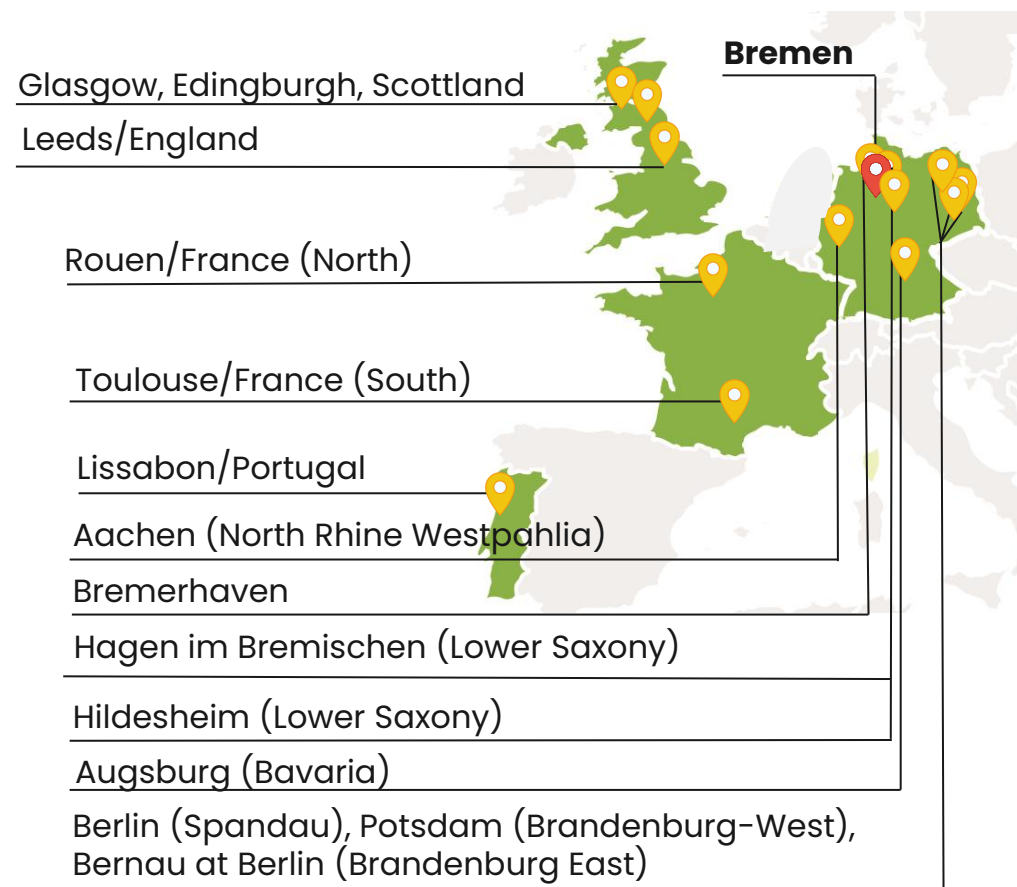 Bremen
Glasgow, Edingburgh, Scottland
Leeds/England
Rouen/France (North)
Toulouse/France (South)
Lissabon/Portugal
Aachen (North Rhine Westpahlia)
Bremerhaven
Hagen im Bremischen (Lower Saxony)
Hildesheim (Lower Saxony)
Augsburg (Bavaria)
Berlin (Spandau), Potsdam (Brandenburg-West),
Bernau at Berlin (Brandenburg East)